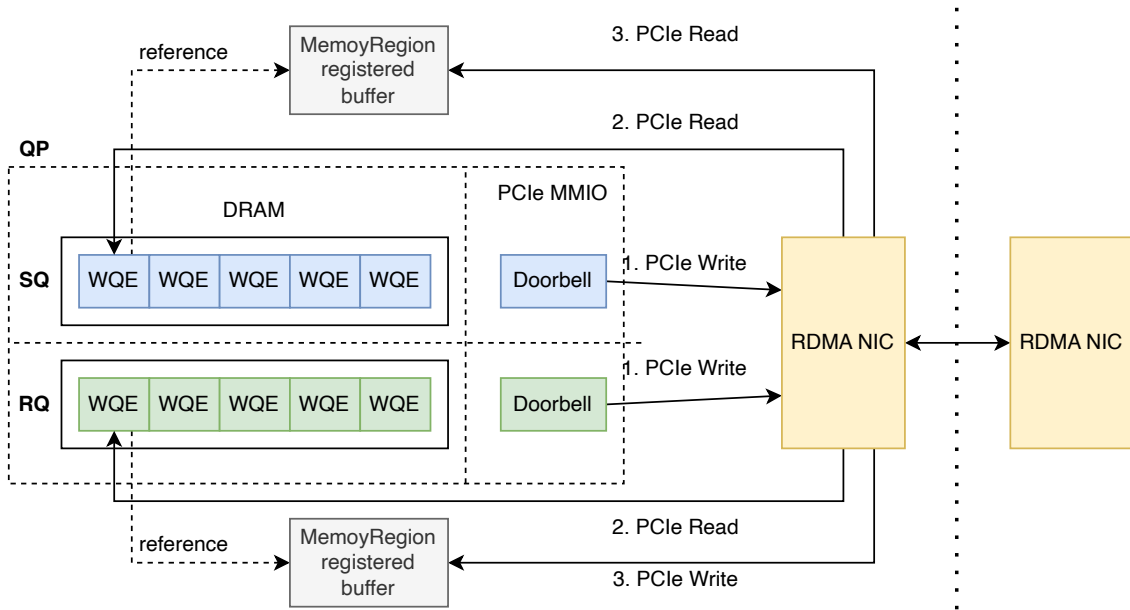 3. PCIe Read
reference
MemoyRegion
registered
buffer
2. PCIe Read
QP
PCIe MMIO
DRAM
SQ
WQE WQE WQE WQE WQE
Doorbell
1. PCIe Write
RDMA NIC
RDMA NIC
1. PCIe Write
RQ
WQE WQE WQE WQE WQE
Doorbell
2. PCIe Read
reference
MemoyRegion
registered
buffer
3. PCIe Write